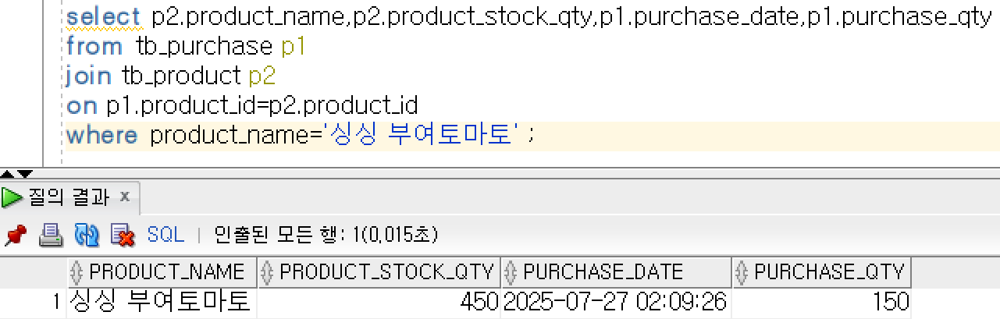 select p2.product_name,p2.product_stock_qty,p1.purchase_date,p1.purchase_qty
from tb_purchase p1
join tb_product p2
on p1.product_id=p2.product_id
where product_name='싱싱 부여토마토' ;
질의 결과 x
SQL | 인출된 모든 행: 1(0,015초)
PRODUCT_NAME PRODUCT_STOCK_QTY PURCHASE_DATE PURCHASE_QTY
1 싱싱 부여토마토 450 2025-07-27 02:09:26 150